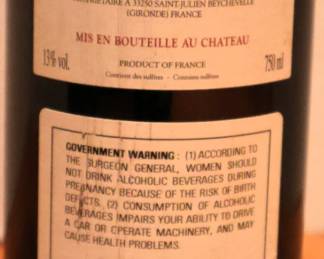 PROPRIETAIRE A 33250 SAINT-JULIEN BEYCHEVELLE
(GIRONDE) FRANCE
MIS EN BOUTEILLE AU CHATEAU
13% vol.
PRODUCT OF FRANCE
750 ml
Contient des sulfites - Contains sulfites
GOVERNMENT WARNING: (1) ACCORDING TO
THE SURGEON GENERAL, WOMEN SHOULD
NOT DRINK ALCOHOLIC BEVERAGES DURING
PREGNANCY BECAUSE OF THE RISK OF BIRTH
DEFECTS. (2) CONSUMPTION OF ALCOHOLIC
BEVERAGES IMPAIRS YOUR ABILITY TO DRIVE
A CAR OR OPERATE MACHINERY, AND MAY
CAUSE HEALTH PROBLEMS.